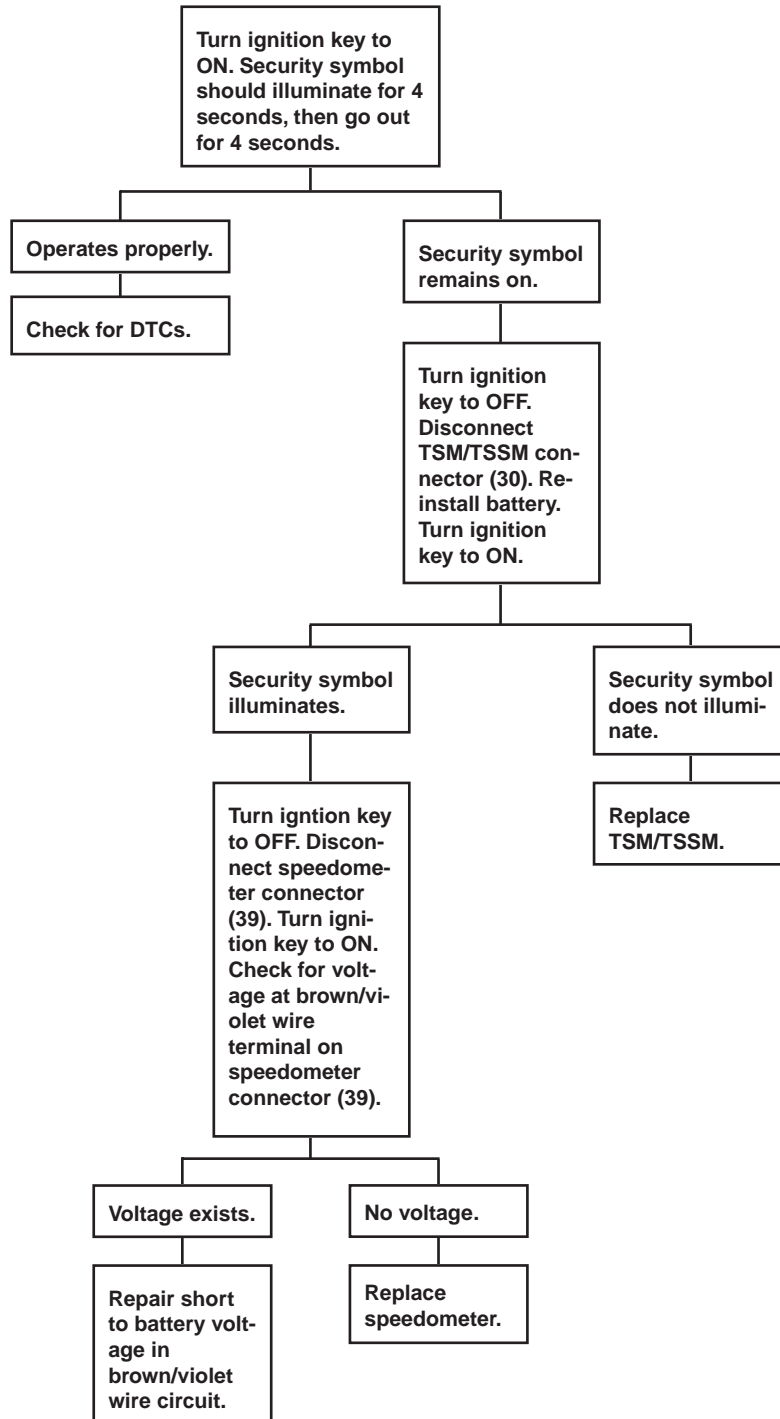 Turn ignition key to
ON. Security symbol
should illuminate for 4
seconds, then go out
for 4 seconds.
Operates properly.
Security symbol
remains on.
Check for DTCs.
Turn ignition
key to OFF.
Disconnect
TSM/TSSM con-
nector (30). Re-
install battery.
Turn ignition
key to ON.
Security symbol
illuminates.
Security symbol
does not illumi-
nate.
Turn igntion key
to OFF. Discon-
nect speedome-
ter connector
(39). Turn igni-
tion key to ON.
Check for volt-
age at brown/vi-
olet wire
terminal on
speedometer
connector (39).
Replace
TSM/TSSM.
Voltage exists.
No voltage.
Repair short
to battery volt-
age in
brown/violet
wire circuit.
Replace
speedometer.